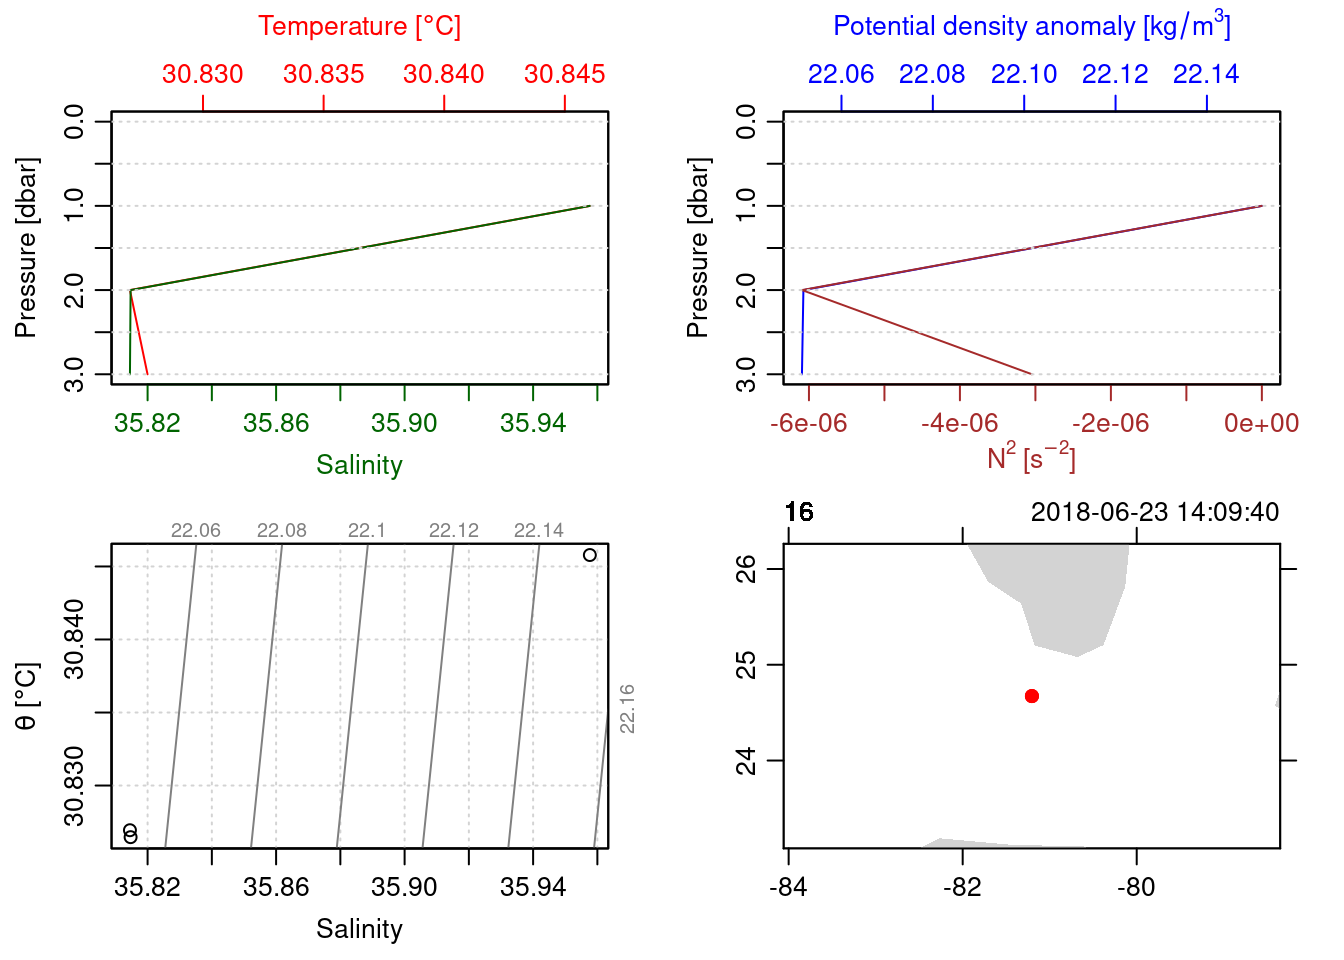 Temperature [°C]
30.830 30.835 30.840 30.845
Pressure [dbar]
0.0 1.0 2.0 3.0
35.82 35.86 35.90 35.94
Salinity
Potential density anomaly [kg/m³]
22.06 22.08 22.10 22.12 22.14
Pressure [dbar]
0.0 1.0 2.0 3.0
-6e-06 -4e-06 -2e-06 0e+00
N² [s⁻²]
22.06 22.08 22.1 22.12 22.14
22.16
θ [°C]
30.830 30.840
35.82 35.86 35.90 35.94
Salinity
16 2018-06-23 14:09:40
26
25
24
-84 -82 -80